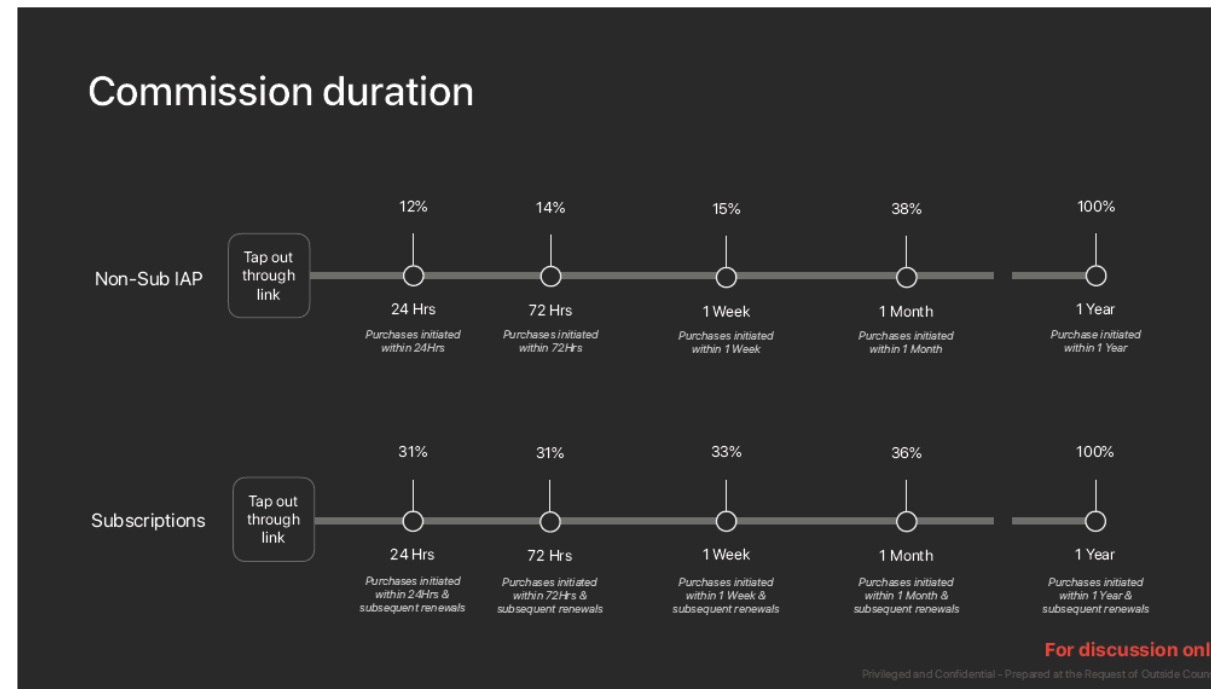 Commission duration
12%
14%
15%
38%
100%
Non-Sub IAP
Tap out
through
link
24 Hrs
72 Hrs
1 Week
1 Month
1 Year
Purchases initiated
within 24Hrs
Purchases initiated
within 72Hrs
Purchases initiated
within 1 Week
Purchases initiated
within 1 Month
Purchase initiated
within 1 Year
31%
31%
33%
36%
100%
Subscriptions
Tap out
through
link
24 Hrs
72 Hrs
1 Week
1 Month
1 Year
Purchases initiated
within 24Hrs &
subsequent renewals
Purchases initiated
within 72Hrs &
subsequent renewals
Purchases initiated
within 1 Week &
subsequent renewals
Purchases initiated
within 1 Month &
subsequent renewals
Purchases initiated
within 1 Year &
subsequent renewals
For discussion onl
Privileged and Confidential - Prepared at the Request of Outside Couns